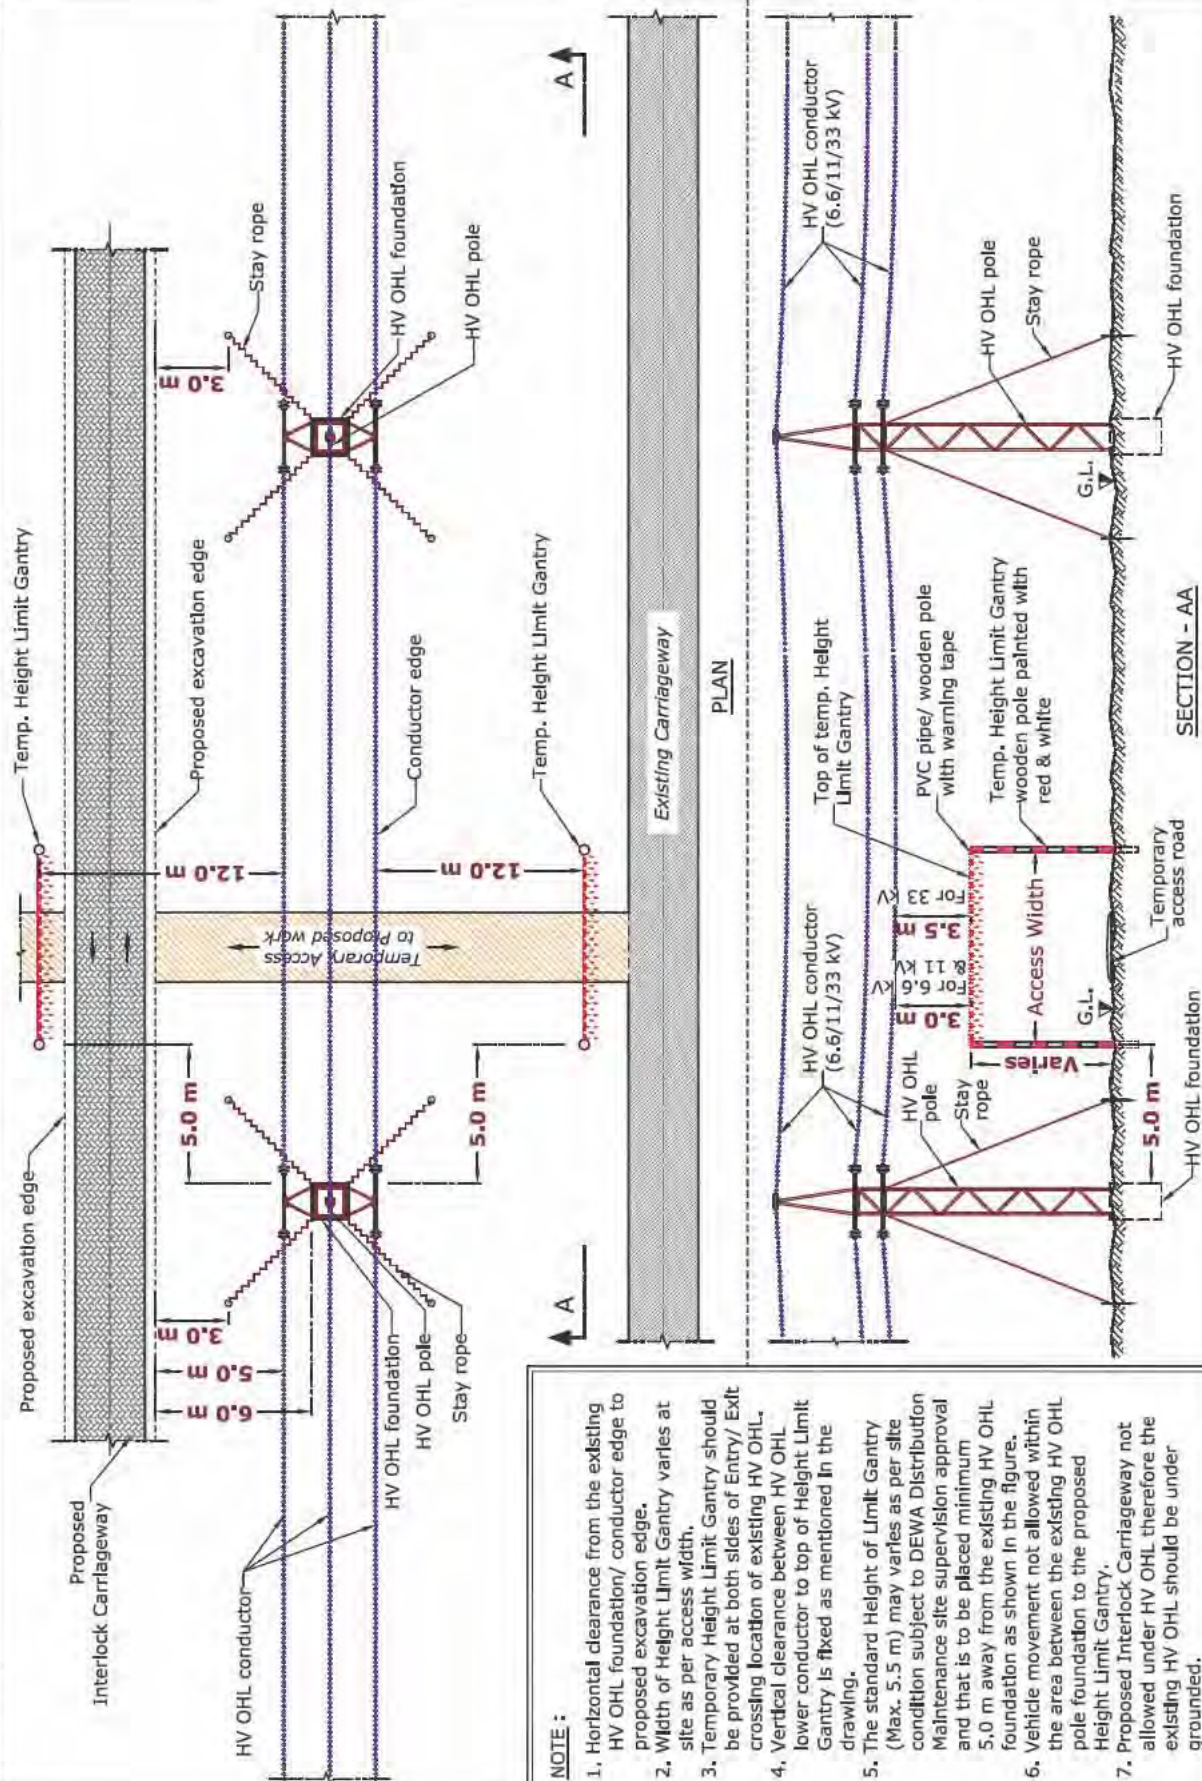 Proposed excavation edge
Temp. Height Limit Gantry
Proposed
Interlock Carriageway
3.0 m
5.0 m
6.0 m
5.0 m
12.0 m
Proposed excavation edge
3.0 m
Stay rope
HV OHL conductor
HV OHL foundation
HV OHL pole
Stay rope
Temporary Access
to Proposed work
Conductor edge
HV OHL foundation
HV OHL pole
5.0 m
12.0 m
Temp. Height Limit Gantry
A
Existing Carriageway
A
PLAN
HV OHL conductor
(6.6/11/33 kV)
Top of temp. Height
Limit Gantry
HV OHL conductor
(6.6/11/33 kV)
HV OHL
pole
Stay
rope
3.0 m
For 6.6 kV
& 11 kV
3.5 m
For 33 kV
PVC pipe/ wooden pole
with warning tape
Varies
Access Width
Temp. Height Limit Gantry
wooden pole painted with
red & white
HV OHL pole
Stay rope
5.0 m
G.L.
G.L.
HV OHL foundation
Temporary
access road
HV OHL foundation
SECTION - AA
NOTE :
1. Horizontal clearance from the existing
HV OHL foundation/ conductor edge to
proposed excavation edge.
2. Width of Height Limit Gantry varies at
site as per access width.
3. Temporary Height Limit Gantry should
be provided at both sides of Entry/ Exit
crossing location of existing HV OHL.
4. Vertical clearance between HV OHL
lower conductor to top of Height Limit
Gantry is fixed as mentioned in the
drawing.
5. The standard Height of Limit Gantry
(Max. 5.5 m) may varies as per site
condition subject to DEWA Distribution
Maintenance site supervision approval
and that is to be placed minimum
5.0 m away from the existing HV OHL
foundation as shown in the figure.
6. Vehicle movement not allowed within
the area between the existing HV OHL
pole foundation to the proposed
Height Limit Gantry.
7. Proposed Interlock Carriageway not
allowed under HV OHL therefore the
existing HV OHL should be under
grounded.